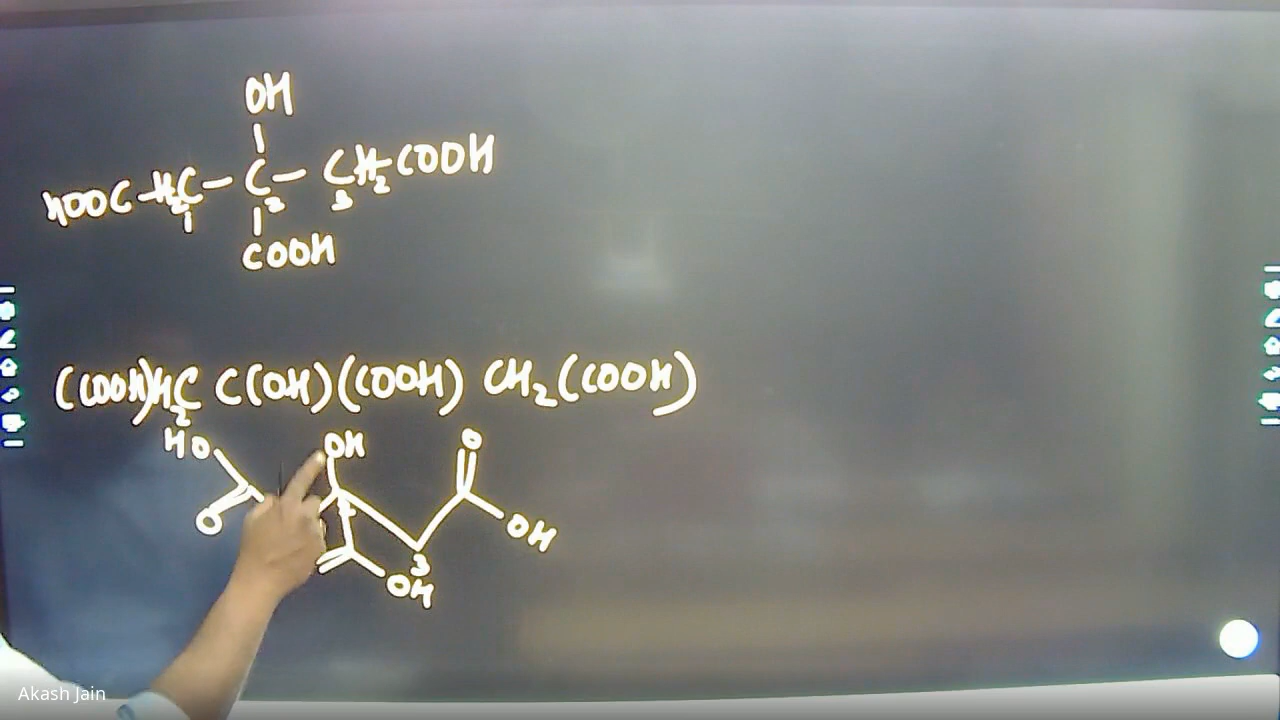 OH
HOOC-H₂C-C-CH₂COOH
1 2 3
COOH
(COOH)H₂C C(OH)(COOH) CH₂(COOH)
HO OH O
O 2 OH
3
OH
Akash Jain